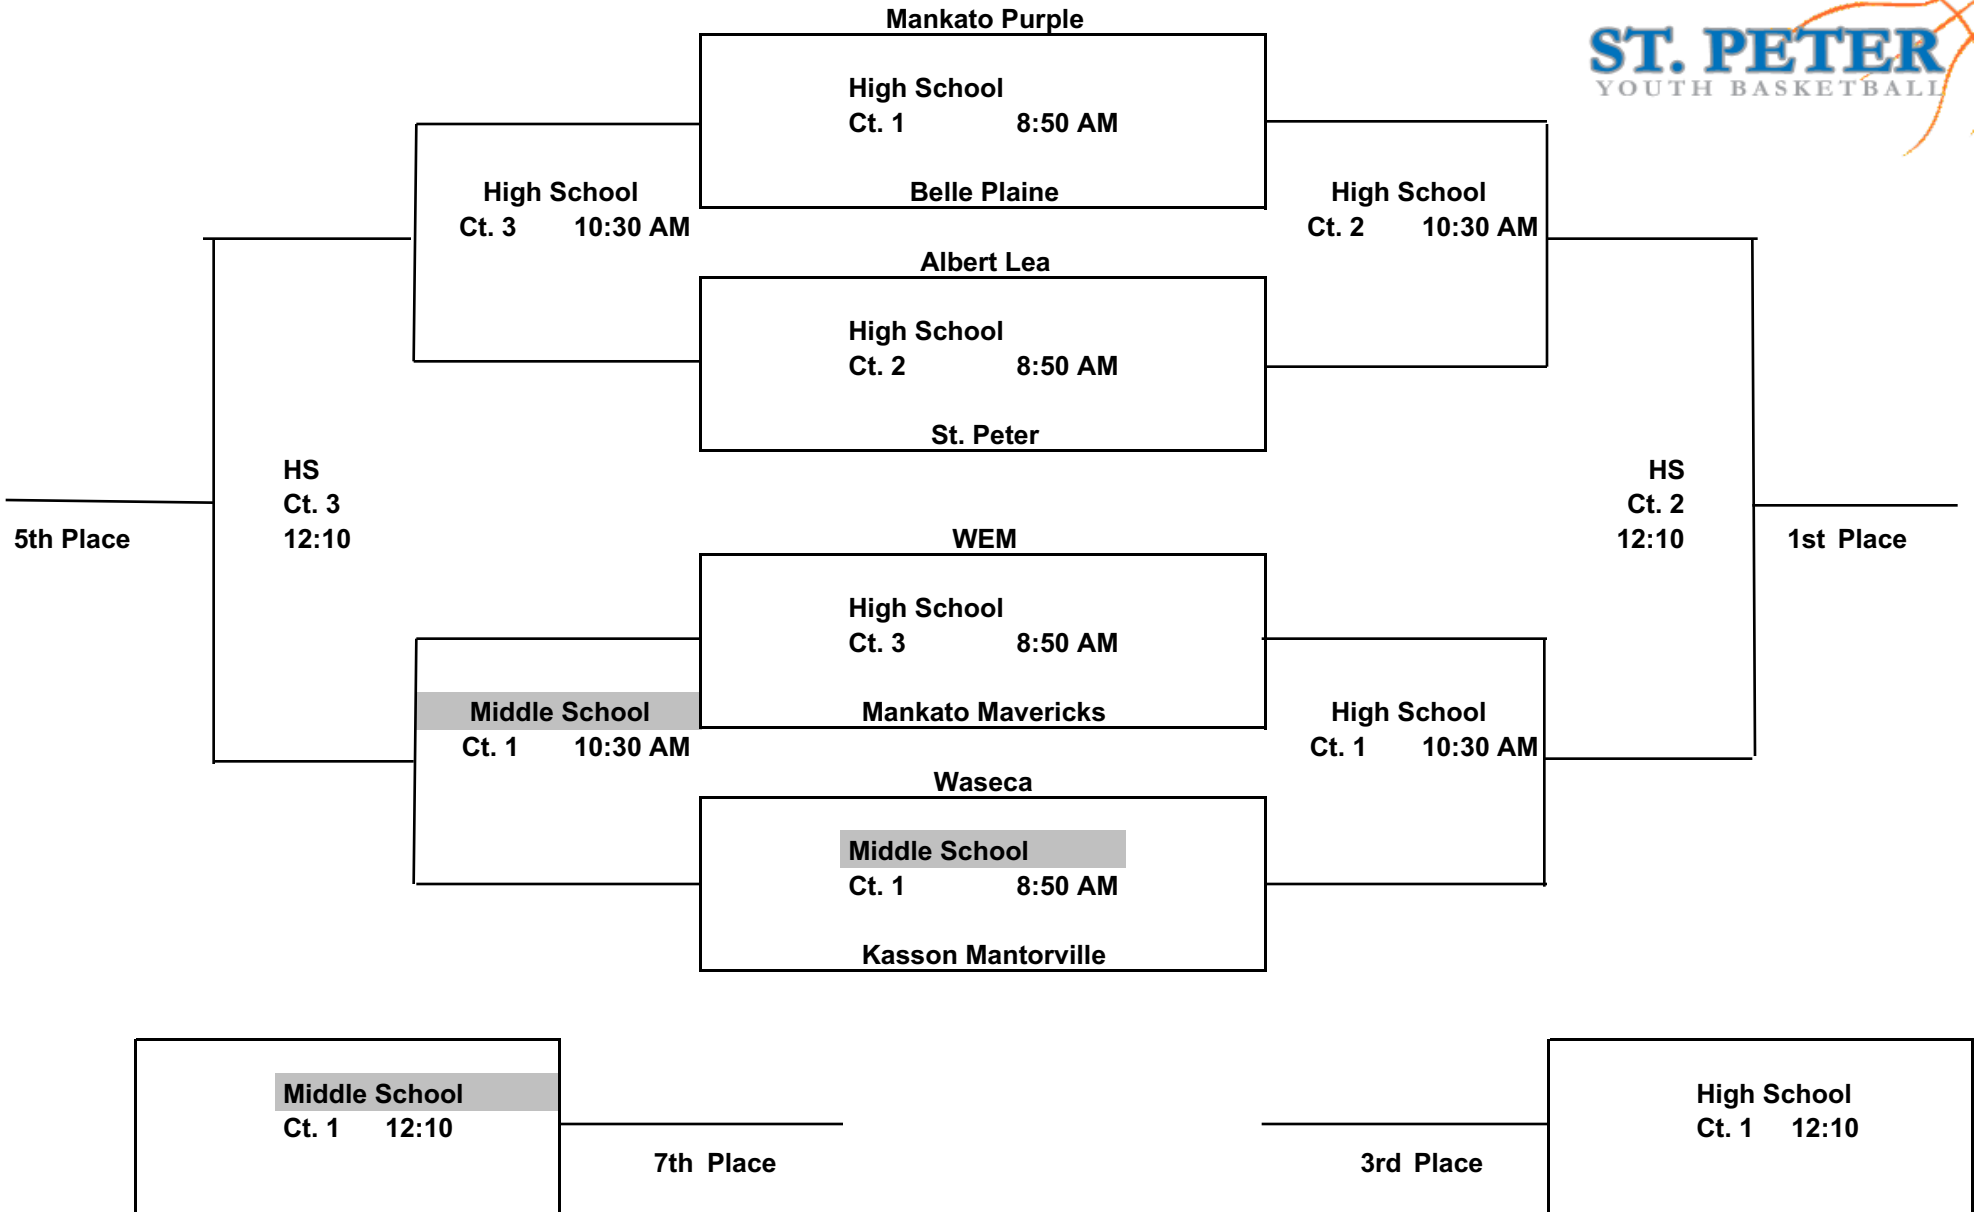 Mankato Purple
ST. PETER
YOUTH BASKETBALL
High School
Ct. 1 8:50 AM
Belle Plaine
High School
Ct. 3 10:30 AM
High School
Ct. 2 10:30 AM
Albert Lea
High School
Ct. 2 8:50 AM
St. Peter
HS
Ct. 3
12:10
5th Place
HS
Ct. 2
12:10
1st Place
WEM
High School
Ct. 3 8:50 AM
Mankato Mavericks
Middle School
Ct. 1 10:30 AM
High School
Ct. 1 10:30 AM
Waseca
Middle School
Ct. 1 8:50 AM
Kasson Mantorville
Middle School
Ct. 1 12:10
7th Place
High School
Ct. 1 12:10
3rd Place